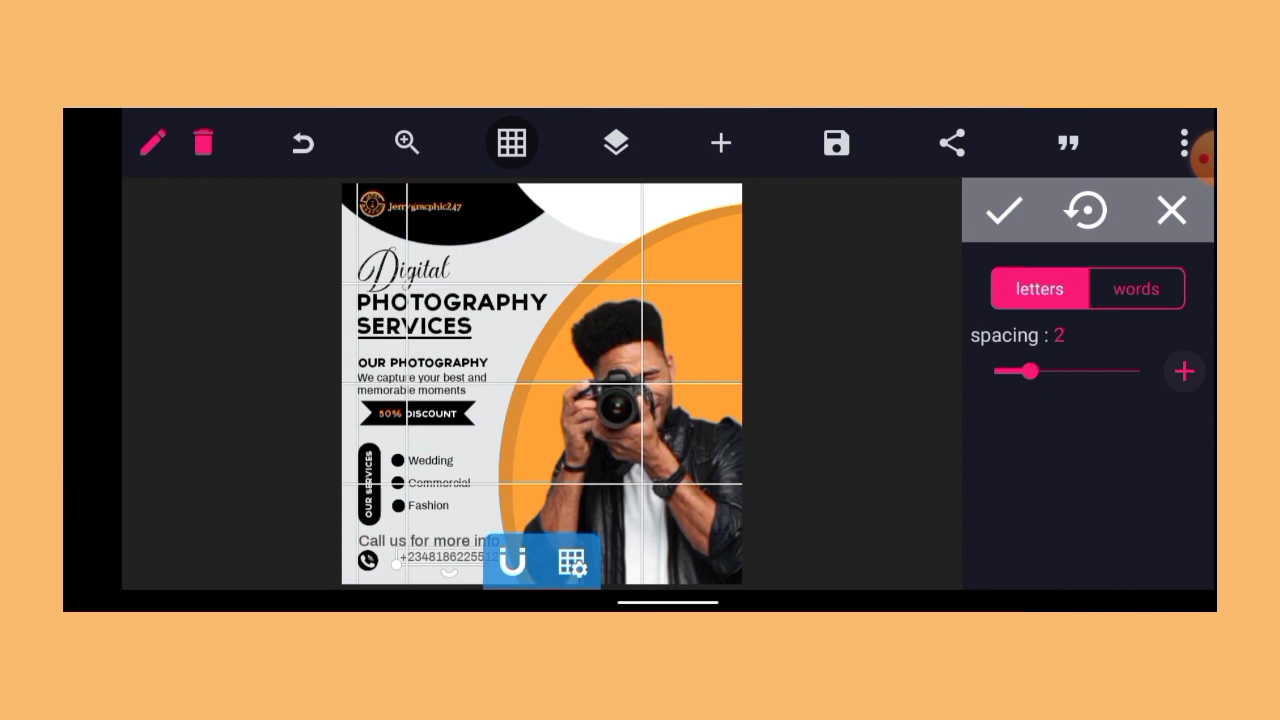 Jerrygracphic247
Digital
PHOTOGRAPHY
SERVICES
OUR PHOTOGRAPHY
We capture your best and
memorable moments
50% DISCOUNT
OUR SERVICES
Wedding
Commercial
Fashion
Call us for more info
letters
words
spacing : 2